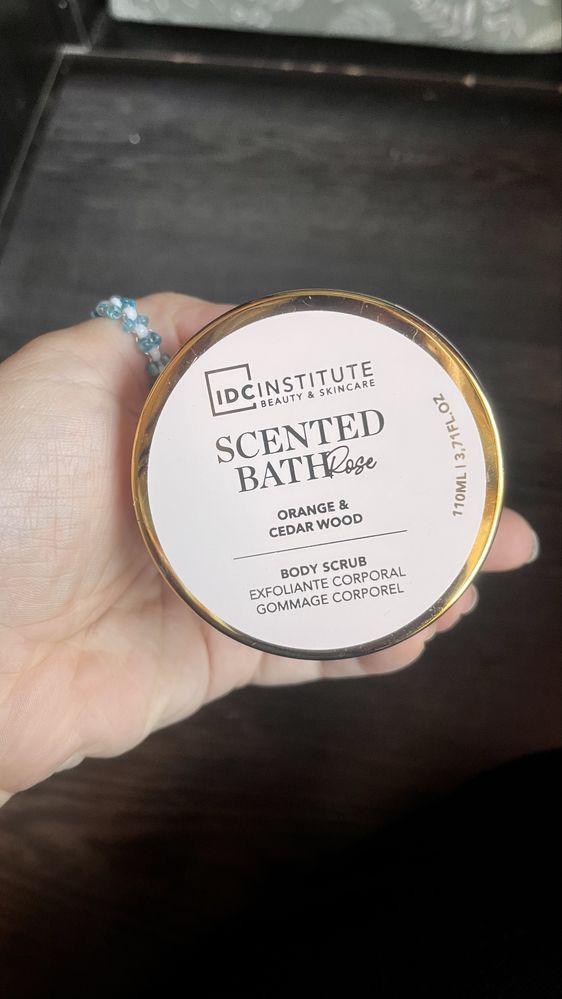 IDC INSTITUTE
BEAUTY & SKINCARE
SCENTED
BATH Rose
ORANGE &
CEDAR WOOD
BODY SCRUB
EXFOLIANTE CORPORAL
GOMMAGE CORPOREL
110ML | 3,71FL.OZ